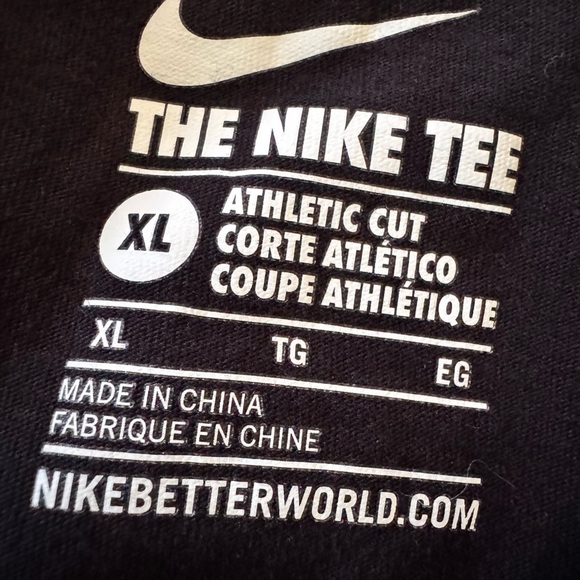 THE NIKE TEE
XL
ATHLETIC CUT
CORTE ATLÉTICO
COUPE ATHLÉTIQUE
XL TG EG
MADE IN CHINA
FABRIQUE EN CHINE
NIKEBETTERWORLD.COM